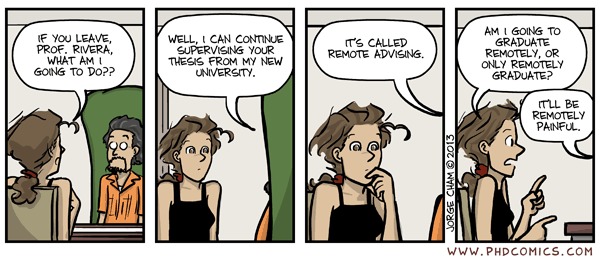 IF YOU LEAVE,
PROF. RIVERA,
WHAT AM I
GOING TO DO??
WELL, I CAN CONTINUE
SUPERVISING YOUR
THESIS FROM MY NEW
UNIVERSITY.
IT'S CALLED
REMOTE ADVISING.
AM I GOING TO
GRADUATE
REMOTELY, OR
ONLY REMOTELY
GRADUATE?
IT'LL BE
REMOTELY
PAINFUL.
JORGE CHAM © 2013
WWW.PHDCOMICS.COM